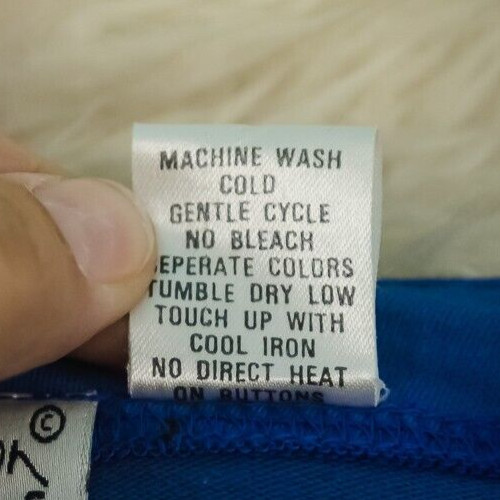 MACHINE WASH
COLD
GENTLE CYCLE
NO BLEACH
SEPERATE COLORS
TUMBLE DRY LOW
TOUCH UP WITH
COOL IRON
NO DIRECT HEAT
ON BUTTONS
©